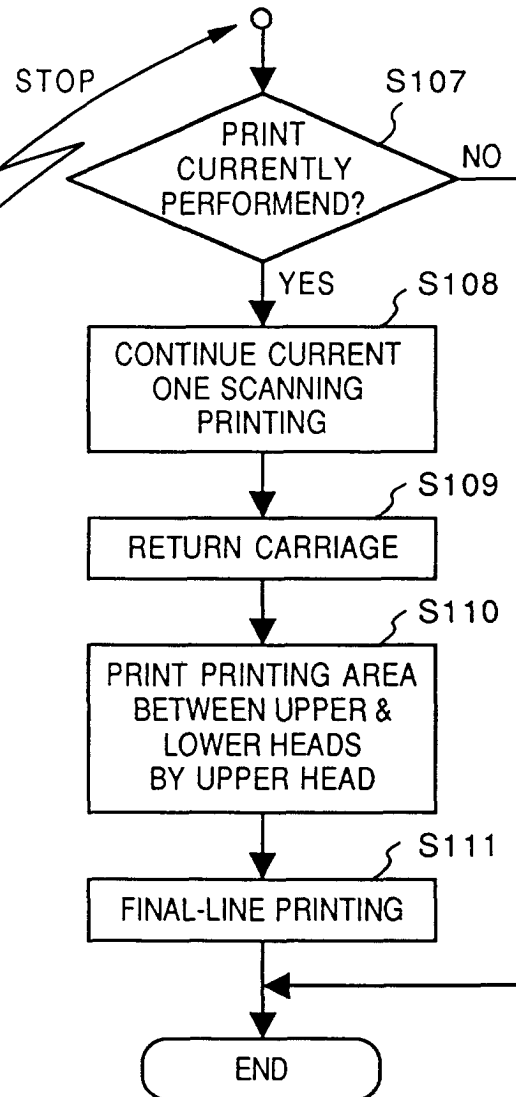 STOP
S107
PRINT
CURRENTLY
PERFORMEND?
NO
YES
S108
CONTINUE CURRENT
ONE SCANNING
PRINTING
S109
RETURN CARRIAGE
S110
PRINT PRINTING AREA
BETWEEN UPPER &
LOWER HEADS
BY UPPER HEAD
S111
FINAL-LINE PRINTING
END